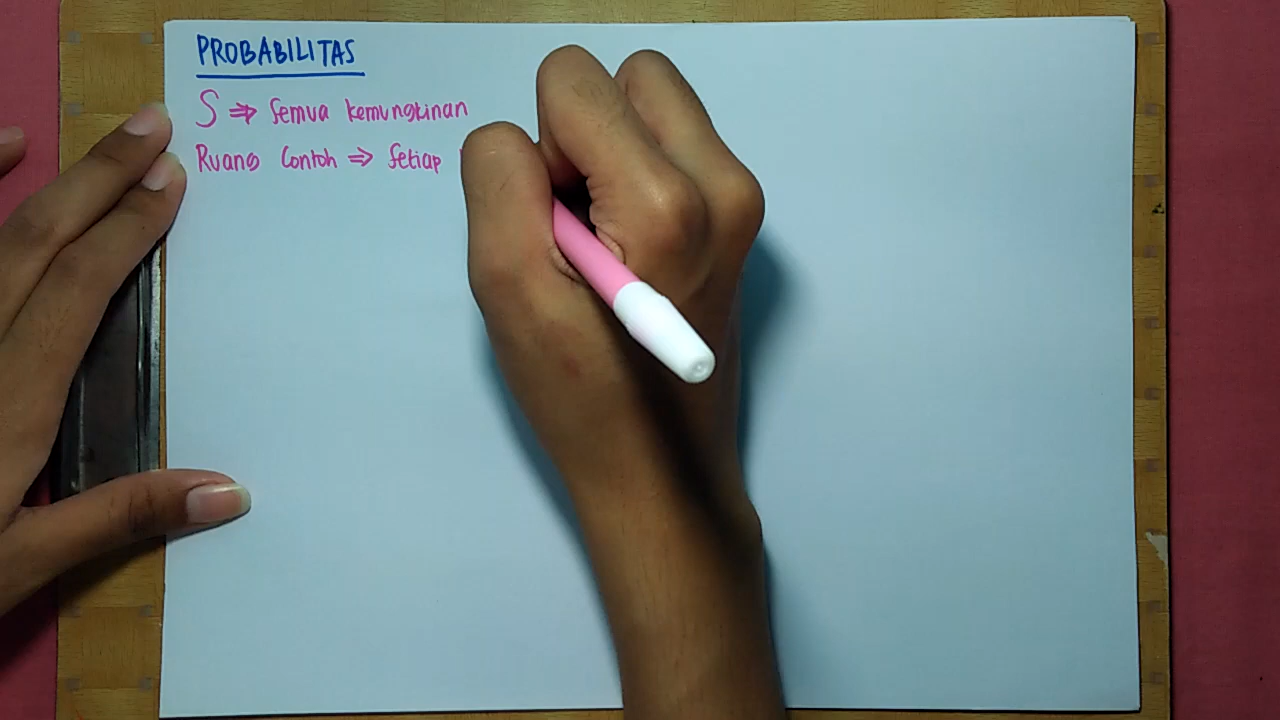 PROBABILITAS
S ⇒ Semua kemungkinan
Ruang Contoh ⇒ Setiap